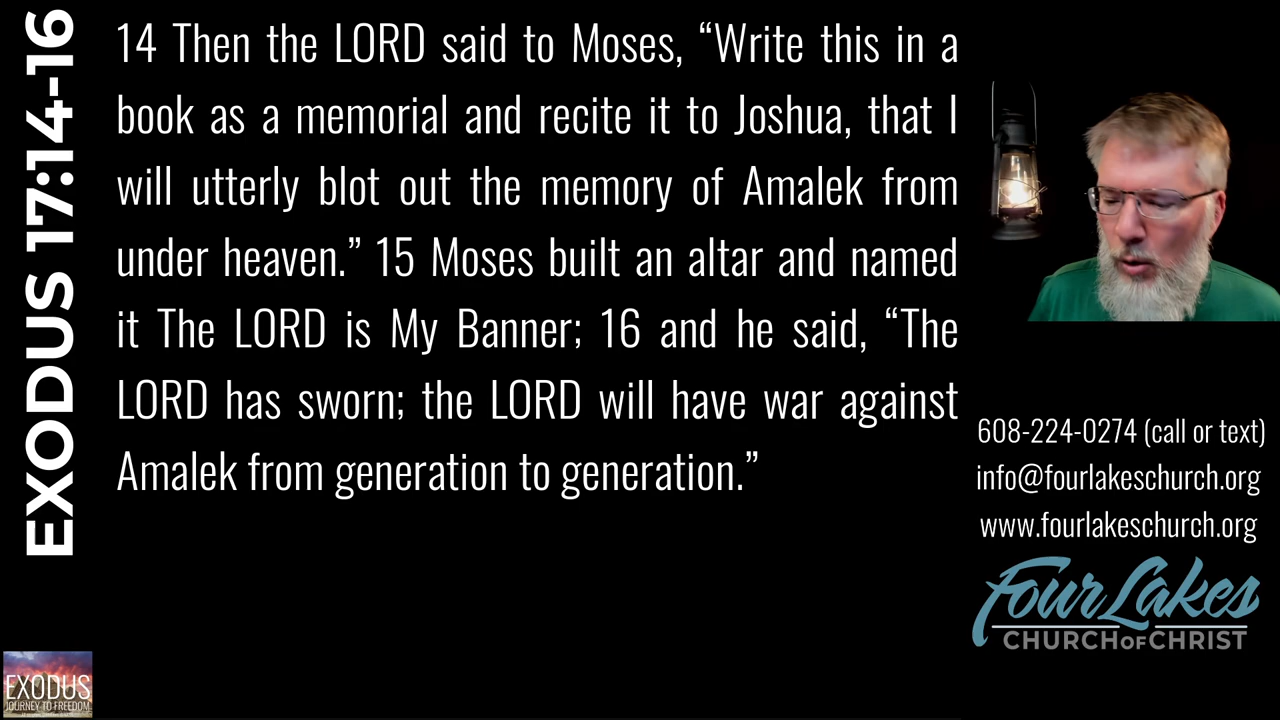 EXODUS 17:14-16
14 Then the LORD said to Moses, “Write this in a
book as a memorial and recite it to Joshua, that I
will utterly blot out the memory of Amalek from
under heaven.” 15 Moses built an altar and named
it The LORD is My Banner; 16 and he said, “The
LORD has sworn; the LORD will have war against
Amalek from generation to generation.”
608-224-0274 (call or text)
info@fourlakeschurch.org
www.fourlakeschurch.org
Four Lakes
CHURCH OF CHRIST
EXODUS
JOURNEY TO FREEDOM